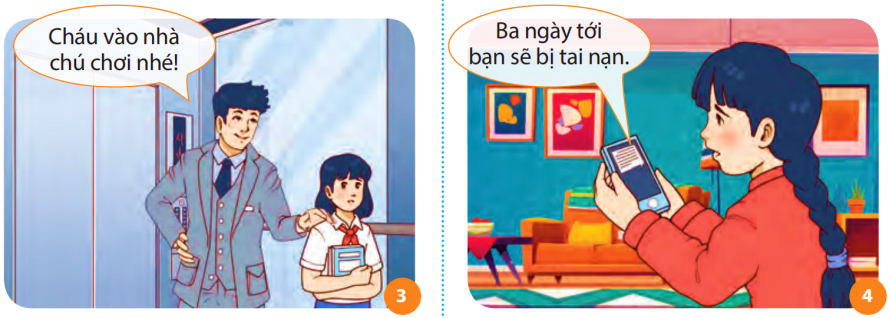 Cháu vào nhà
chú chơi nhé!
3
Ba ngày tới
bạn sẽ bị tai nạn.
4